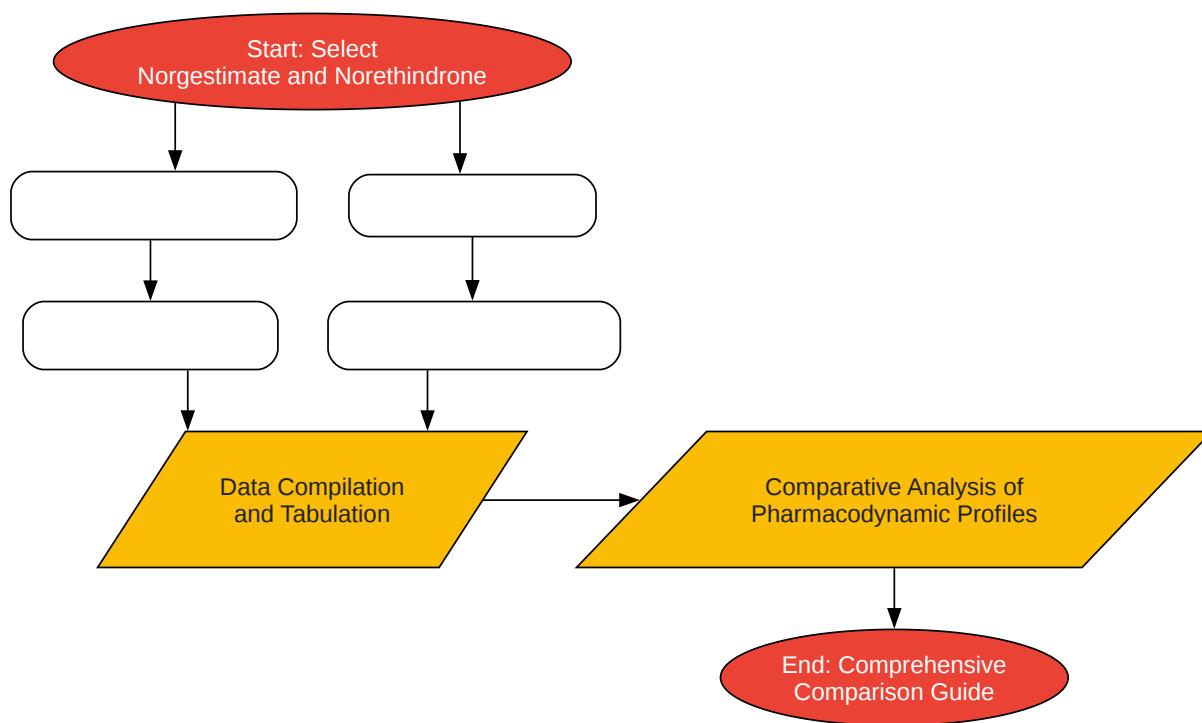 Start: Select
Norgestimate and Norethindrone
Data Compilation
and Tabulation
Comparative Analysis of
Pharmacodynamic Profiles
End: Comprehensive
Comparison Guide